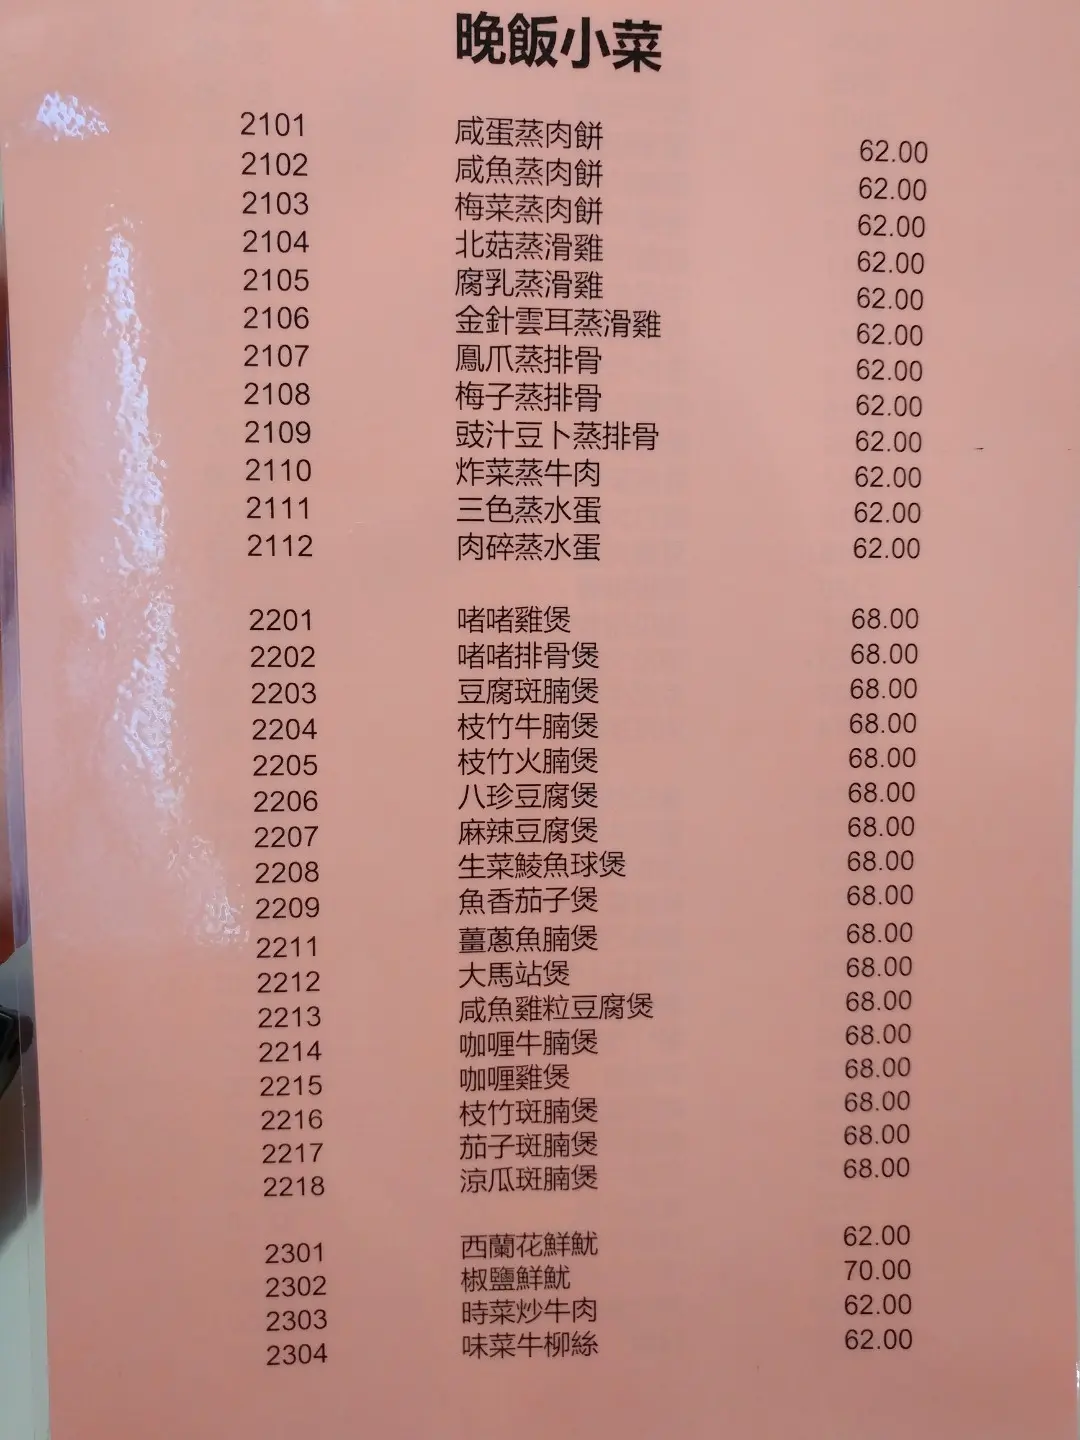 晚飯小菜
2101 咸蛋蒸肉餅 62.00
2102 咸魚蒸肉餅 62.00
2103 梅菜蒸肉餅 62.00
2104 北菇蒸滑雞 62.00
2105 腐乳蒸滑雞 62.00
2106 金針雲耳蒸滑雞 62.00
2107 鳳爪蒸排骨 62.00
2108 梅子蒸排骨 62.00
2109 豉汁豆卜蒸排骨 62.00
2110 炸菜蒸牛肉 62.00
2111 三色蒸水蛋 62.00
2112 肉碎蒸水蛋 62.00
2201 啫啫雞煲 68.00
2202 啫啫排骨煲 68.00
2203 豆腐斑腩煲 68.00
2204 枝竹牛腩煲 68.00
2205 枝竹火腩煲 68.00
2206 八珍豆腐煲 68.00
2207 麻辣豆腐煲 68.00
2208 生菜鯪魚球煲 68.00
2209 魚香茄子煲 68.00
2211 薑蔥魚腩煲 68.00
2212 大馬站煲 68.00
2213 咸魚雞粒豆腐煲 68.00
2214 咖喱牛腩煲 68.00
2215 咖喱雞煲 68.00
2216 枝竹斑腩煲 68.00
2217 茄子斑腩煲 68.00
2218 涼瓜斑腩煲 68.00
2301 西蘭花鮮魷 62.00
2302 椒鹽鮮魷 70.00
2303 時菜炒牛肉 62.00
2304 味菜牛柳絲 62.00